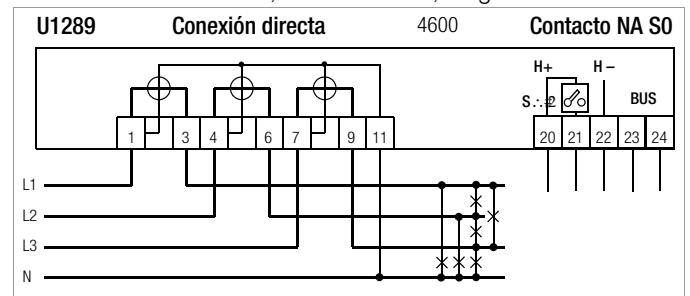 U1289 Conexión directa 4600 Contacto NA S0
H+ H –
BUS
1 3 4 6 7 9 11 20 21 22 23 24
L1
L2
L3
N